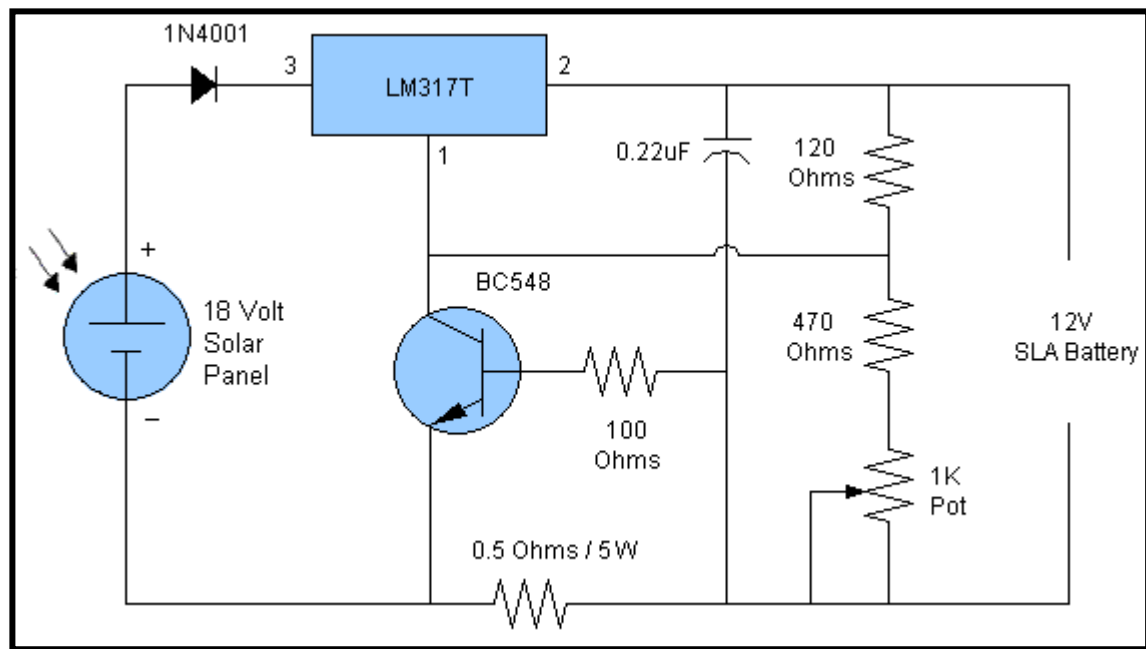 1N4001
3
LM317T
2
1
0.22uF
120
Ohms
+
18 Volt
Solar
Panel
–
BC548
100
Ohms
470
Ohms
12V
SLA Battery
1K
Pot
0.5 Ohms / 5W